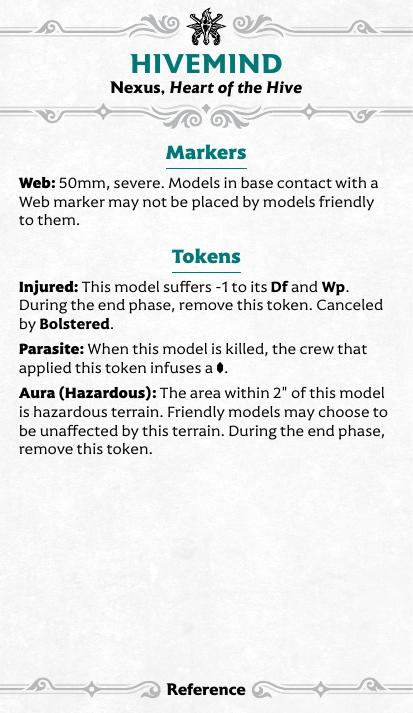 HIVEMIND
Nexus, Heart of the Hive
Markers
Web: 50mm, severe. Models in base contact with a
Web marker may not be placed by models friendly
to them.
Tokens
Injured: This model suffers -1 to its Df and Wp.
During the end phase, remove this token. Canceled
by Bolstered.
Parasite: When this model is killed, the crew that
applied this token infuses a .
Aura (Hazardous): The area within 2" of this model
is hazardous terrain. Friendly models may choose to
be unaffected by this terrain. During the end phase,
remove this token.
Reference